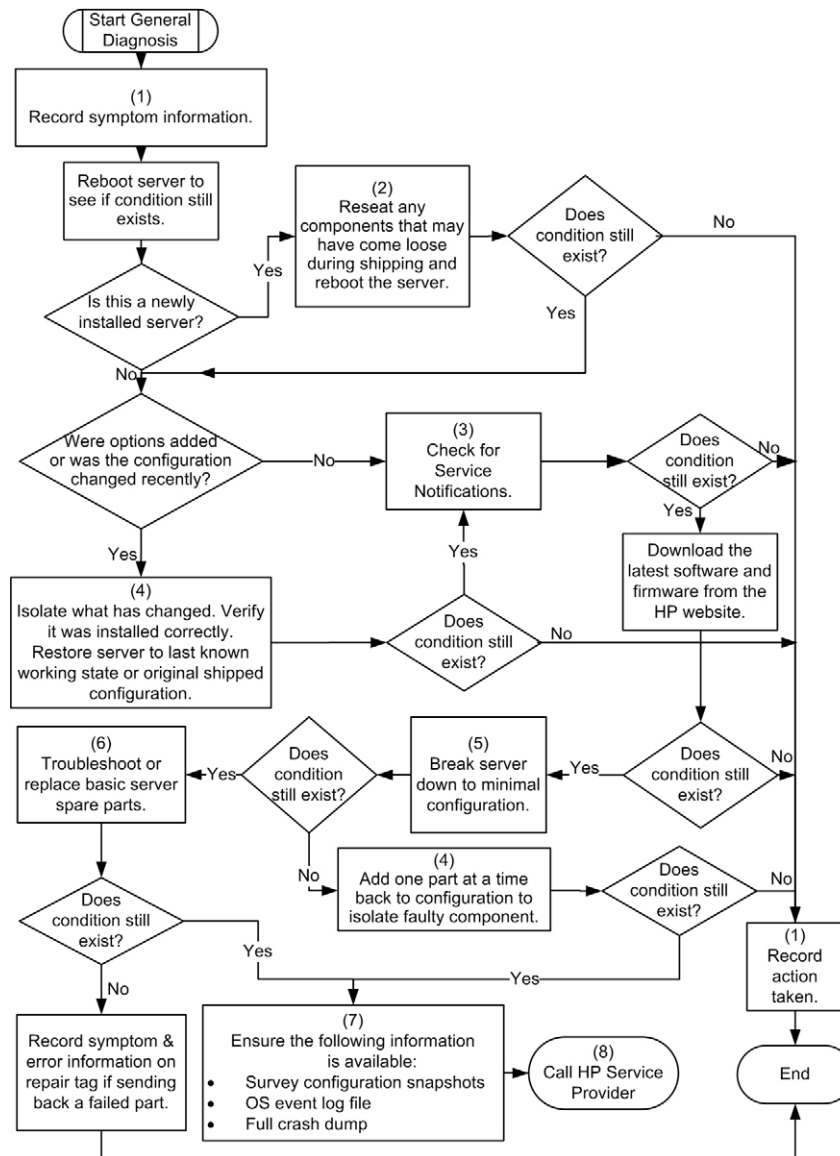 Start General
Diagnosis
(1)
Record symptom information.
Reboot server to
see if condition still
exists.
(2)
Reseat any
components that may
have come loose
during shipping and
reboot the server.
Does
condition still
exist?
No
Yes
Is this a newly
installed server?
Yes
No
Were options added
or was the configuration
changed recently?
No
(3)
Check for
Service
Notifications.
Does
condition
still exist?
No
Yes
Yes
Yes
Download the
latest software and
firmware from the
HP website.
(4)
Isolate what has changed. Verify
it was installed correctly.
Restore server to last known
working state or original shipped
configuration.
Does
condition still
exist?
No
(6)
Troubleshoot or
replace basic server
spare parts.
Yes
Does
condition
still exist?
(5)
Break server
down to minimal
configuration.
Yes
Does
condition still
exist?
No
No
(4)
Add one part at a time
back to configuration to
isolate faulty component.
Does
condition still
exist?
No
Does
condition still
exist?
Yes
Yes
(1)
Record
action
taken.
No
Record symptom &
error information on
repair tag if sending
back a failed part.
(7)
Ensure the following information
is available:
• Survey configuration snapshots
• OS event log file
• Full crash dump
(8)
Call HP Service
Provider
End